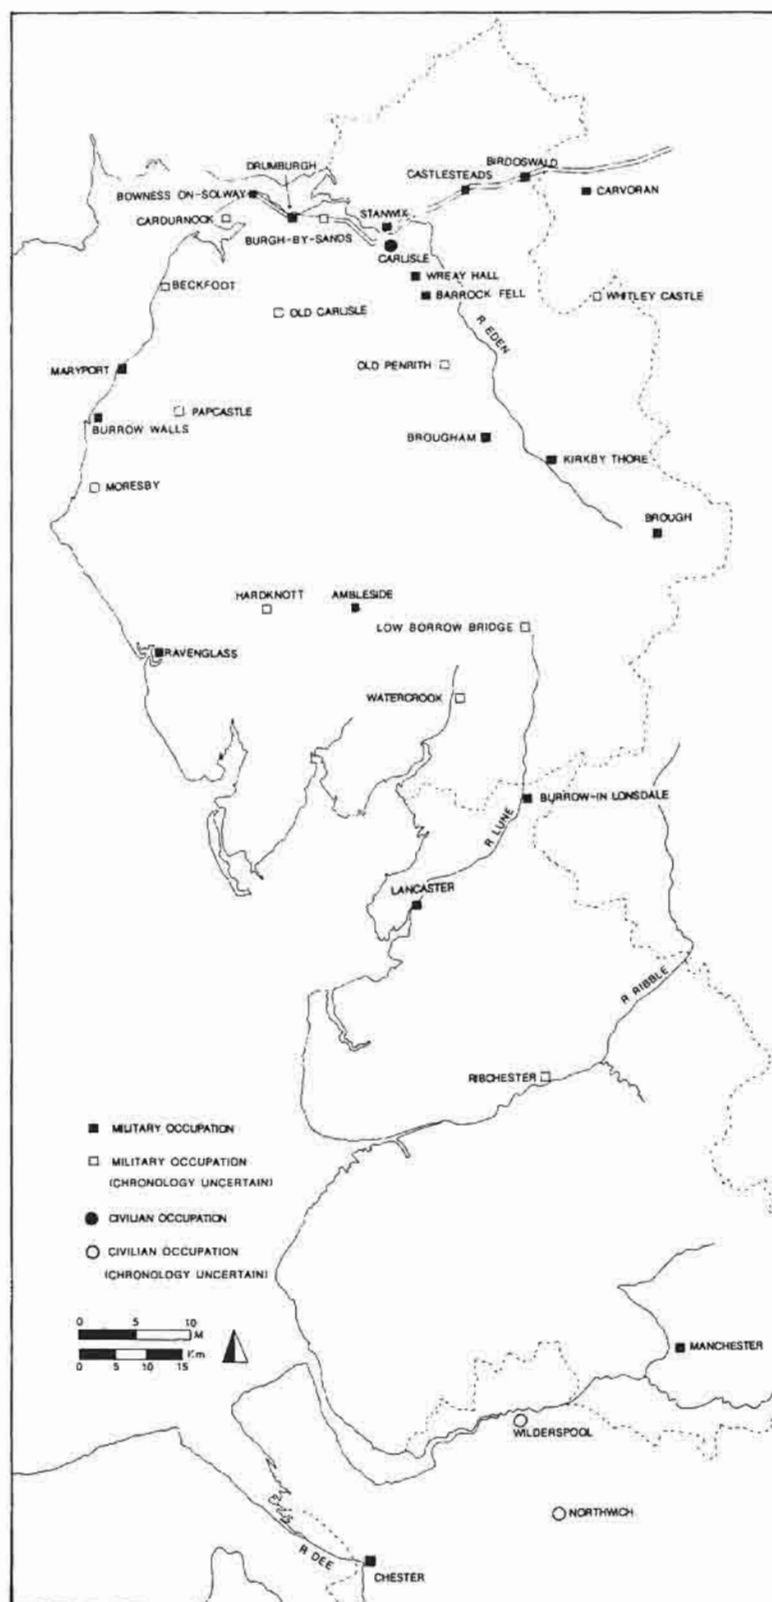 DRUMBURGH
BIRDOSWALD
CASTLESTEADS
BOWNESS ON-SOLWAY
CARVORAN
CARDURNOCK
STANWIX
BURGH-BY-SANDS
CARLISLE
WREAY HALL
BECKFOOT
BARROCK FELL
WHITLEY CASTLE
OLD CARLISLE
R EDEN
MARYPORT
OLD PENRITH
PAPCASTLE
BURROW WALLS
BROUGHAM
KIRKBY THORE
MORESBY
BROUGH
HARDKNOTT
AMBLESIDE
LOW BORROW BRIDGE
RAVENGLASS
WATERCROOK
BURROW-IN LONSDALE
R LUNE
LANCASTER
R RIBBLE
RIBCHESTER
MILITARY OCCUPATION
MILITARY OCCUPATION
(CHRONOLOGY UNCERTAIN)
CIVILIAN OCCUPATION
CIVILIAN OCCUPATION
(CHRONOLOGY UNCERTAIN)
0 5 10
M
Km
0 5 10 15
MANCHESTER
WILDERSPOOL
NORTHWICH
R DEE
CHESTER